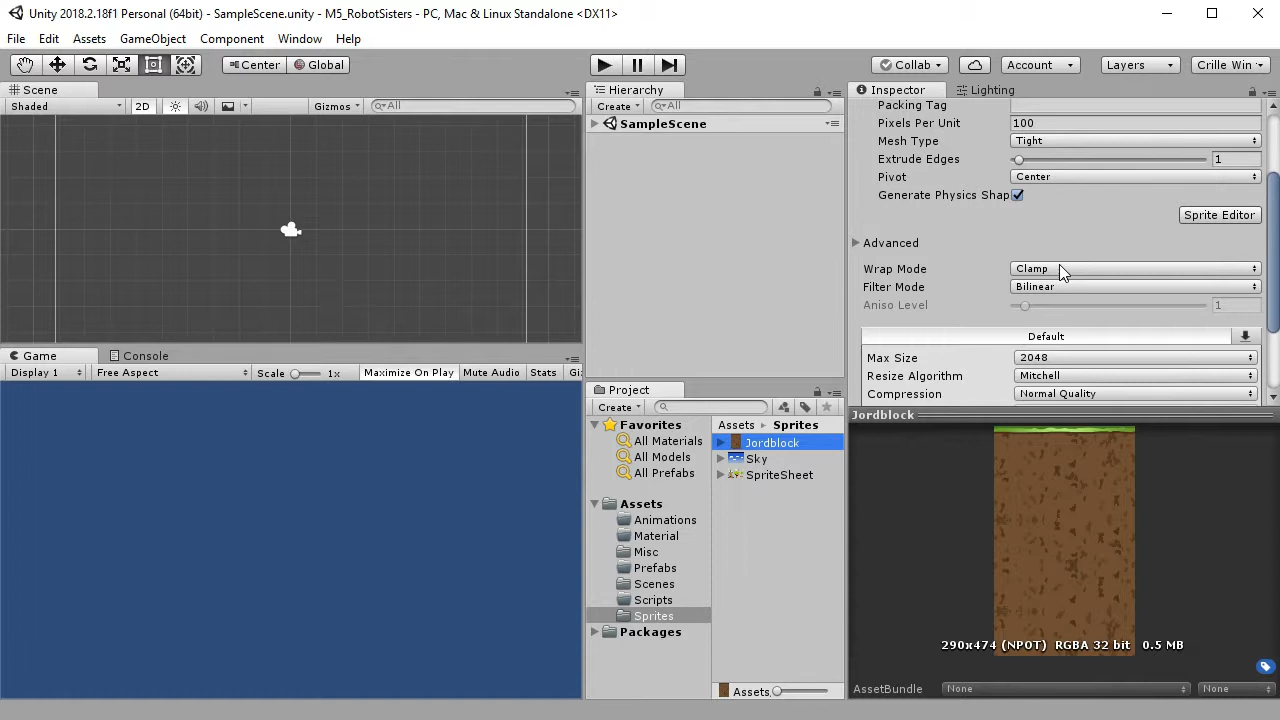 Unity 2018.2.18f1 Personal (64bit) - SampleScene.unity - M5_RobotSisters - PC, Mac & Linux Standalone <DX11>
File Edit Assets GameObject Component Window Help
Center Global Collab Account Layers Crille Win
Scene
Shaded 2D Gizmos All
Hierarchy
Create All
SampleScene
Inspector Lighting
Packing Tag
Pixels Per Unit 100
Mesh Type Tight
Extrude Edges 1
Pivot Center
Generate Physics Shap
Sprite Editor
Advanced
Wrap Mode Clamp
Filter Mode Bilinear
Aniso Level 1
Default
Max Size 2048
Resize Algorithm Mitchell
Compression Normal Quality
Game Console
Display 1 Free Aspect Scale 1x Maximize On Play Mute Audio Stats Gi
Project
Create
Favorites
All Materials
All Models
All Prefabs
Assets
Animations
Material
Misc
Prefabs
Scenes
Scripts
Sprites
Packages
Assets Sprites
Jordblock
Sky
SpriteSheet
Assets
Jordblock
290x474 (NPOT) RGBA 32 bit 0.5 MB
AssetBundle None None